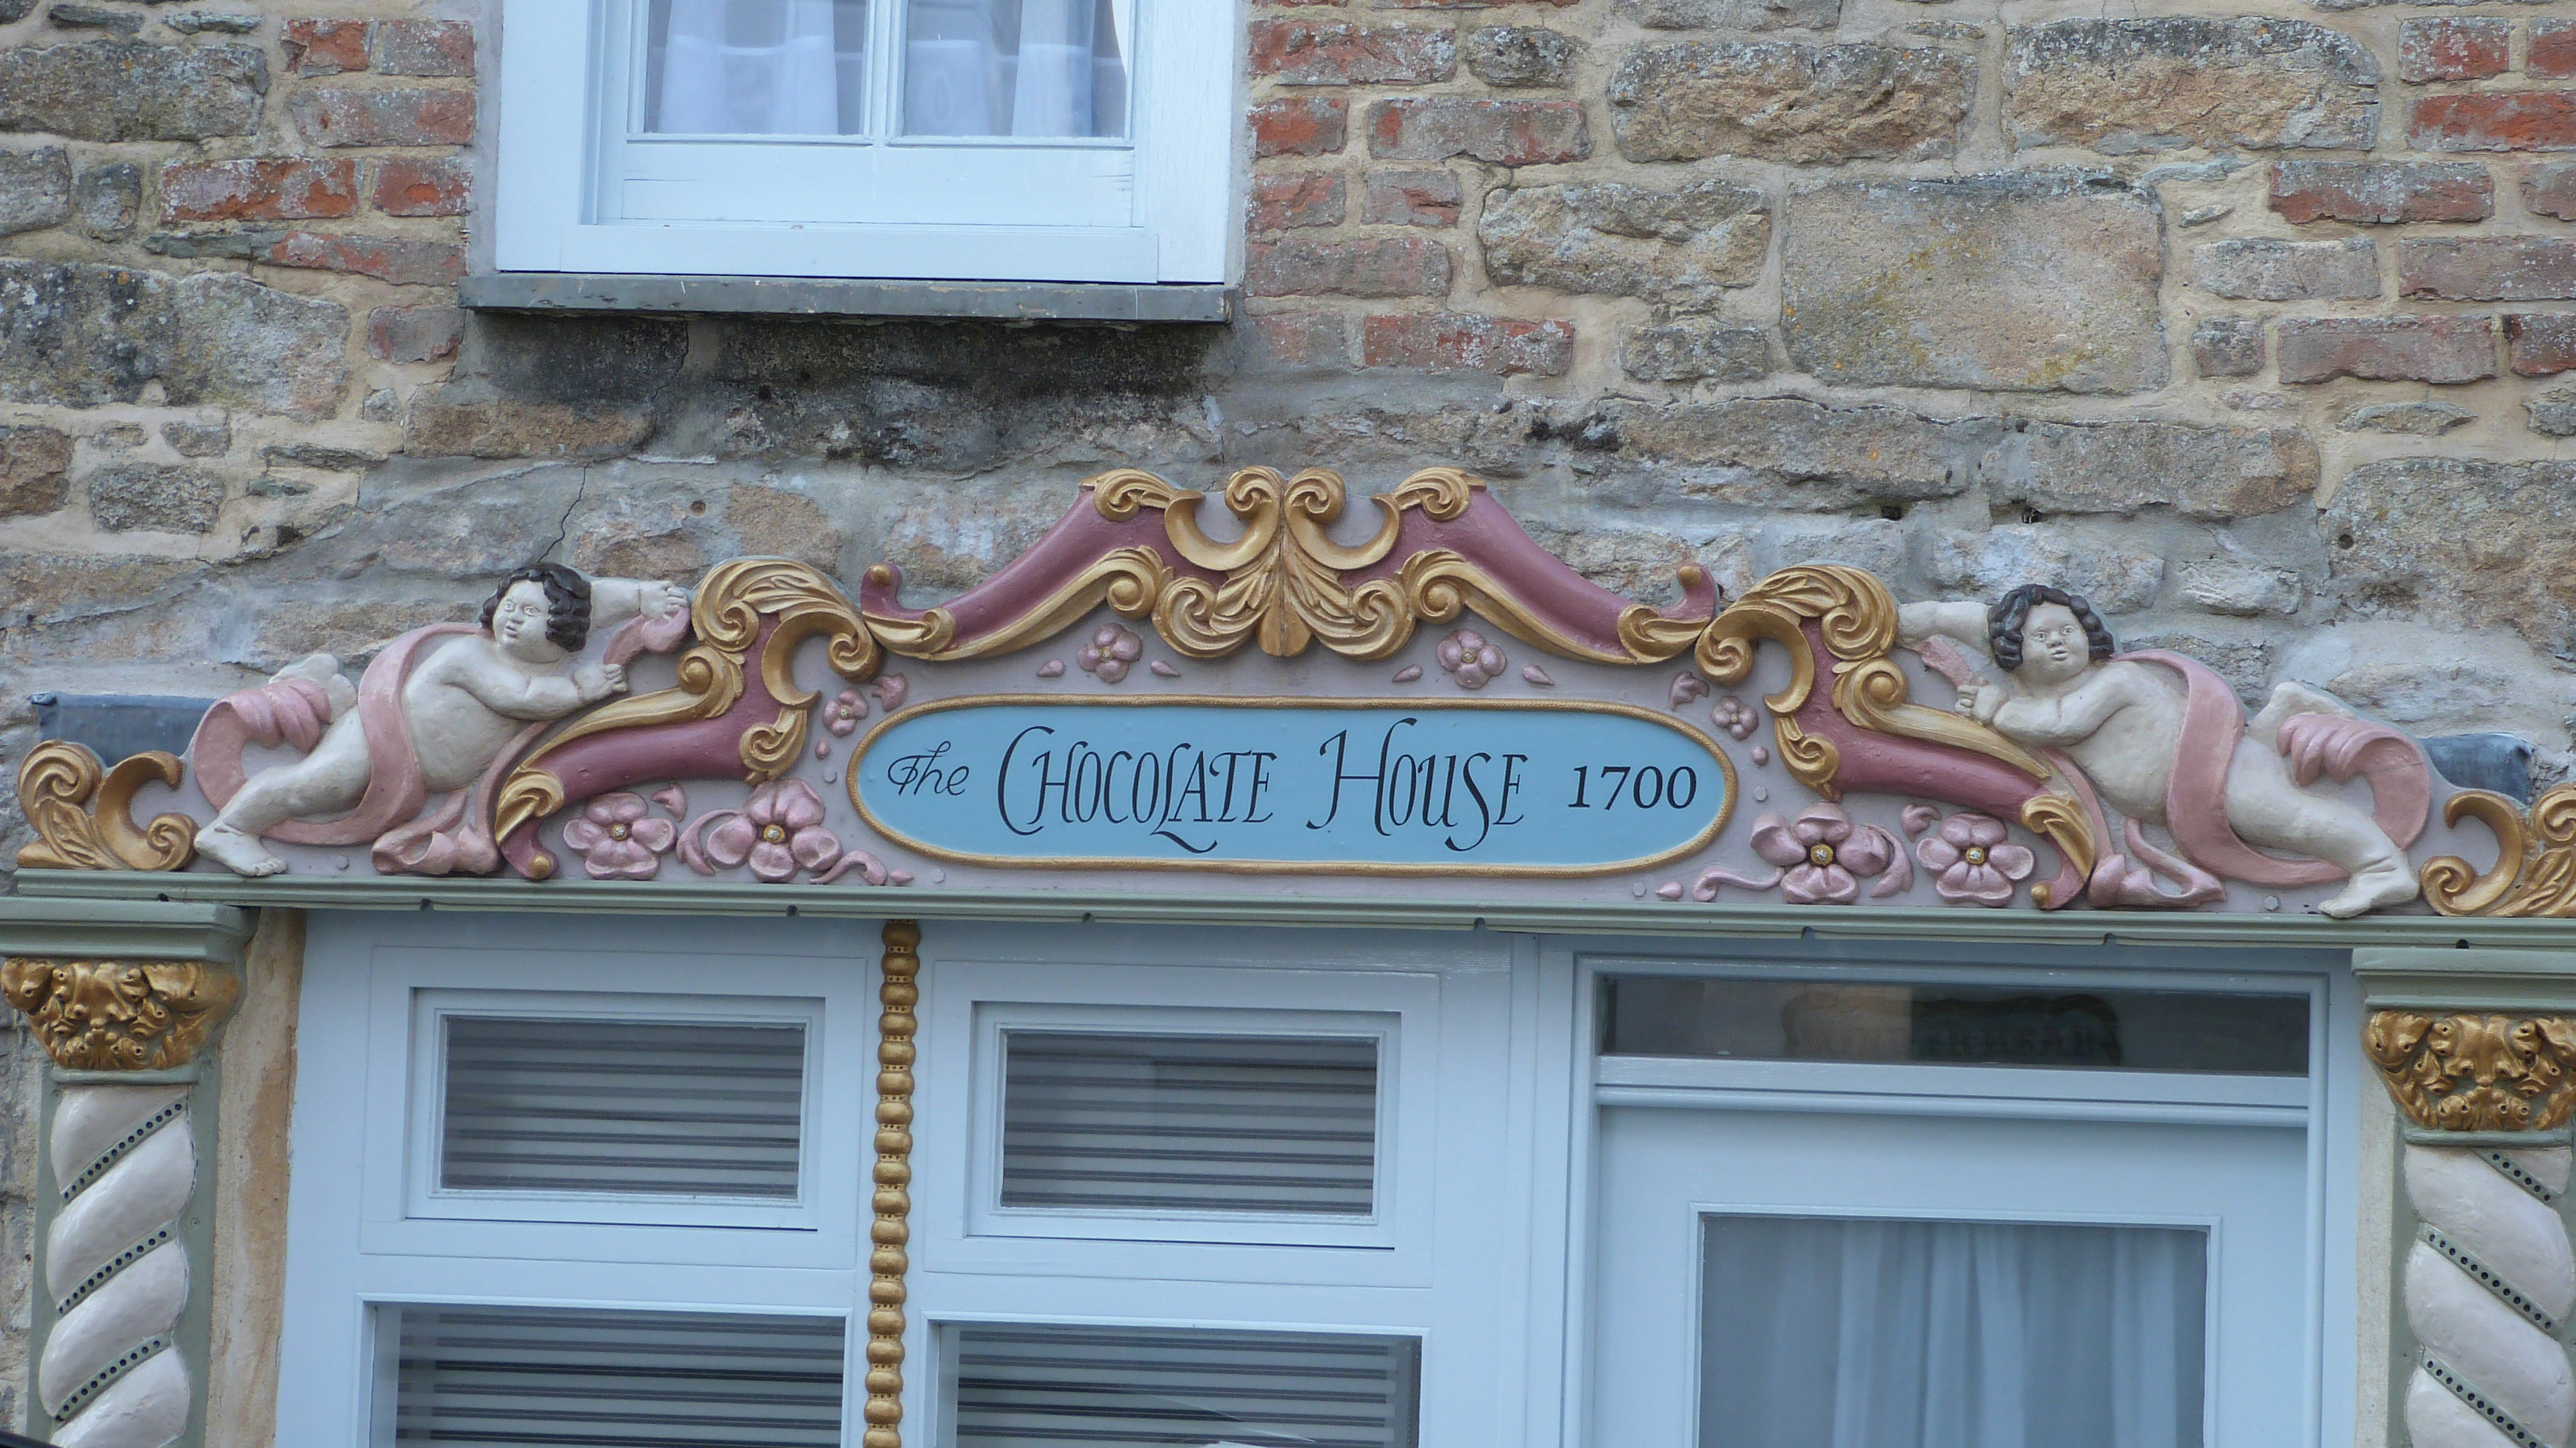 The CHOCOLATE HOUSE 1700